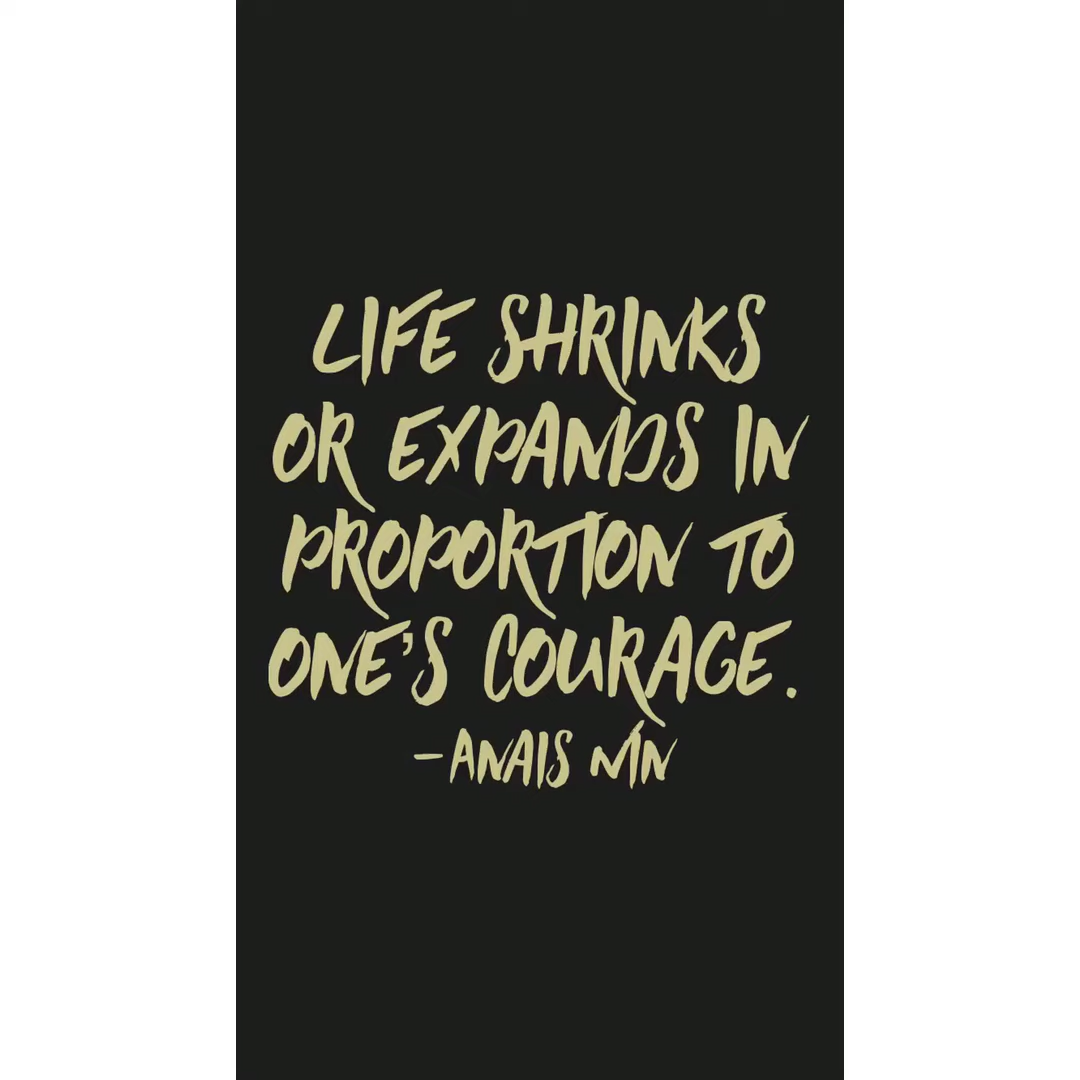 LIFE SHRINKS
OR EXPANDS IN
PROPORTION TO
ONE'S COURAGE.
-ANAIS NIN